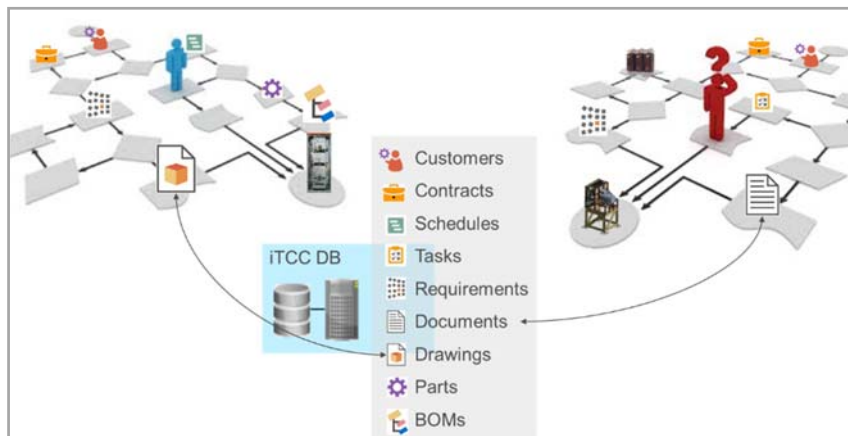 Customers
Contracts
Schedules
iTCC DB
Tasks
Requirements
Documents
Drawings
Parts
BOMs